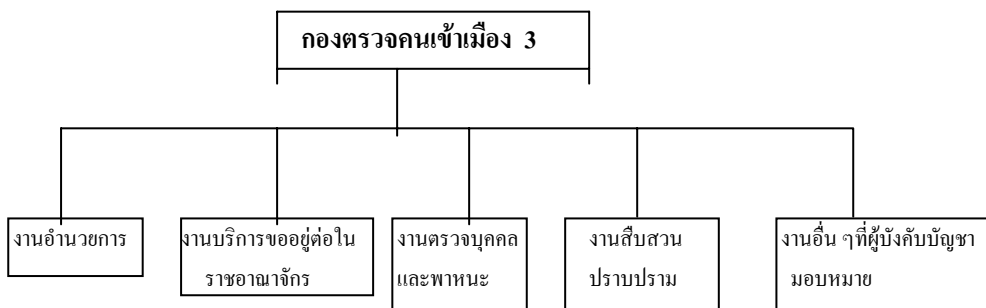 กองตรวจคนเข้าเมือง 3
งานอำนวยการ
งานบริการขออยู่ต่อใน
ราชอาณาจักร
งานตรวจบุคคล
และพาหนะ
งานสืบสวน
ปราบปราม
งานอื่น ๆที่ผู้บังคับบัญชา
มอบหมาย